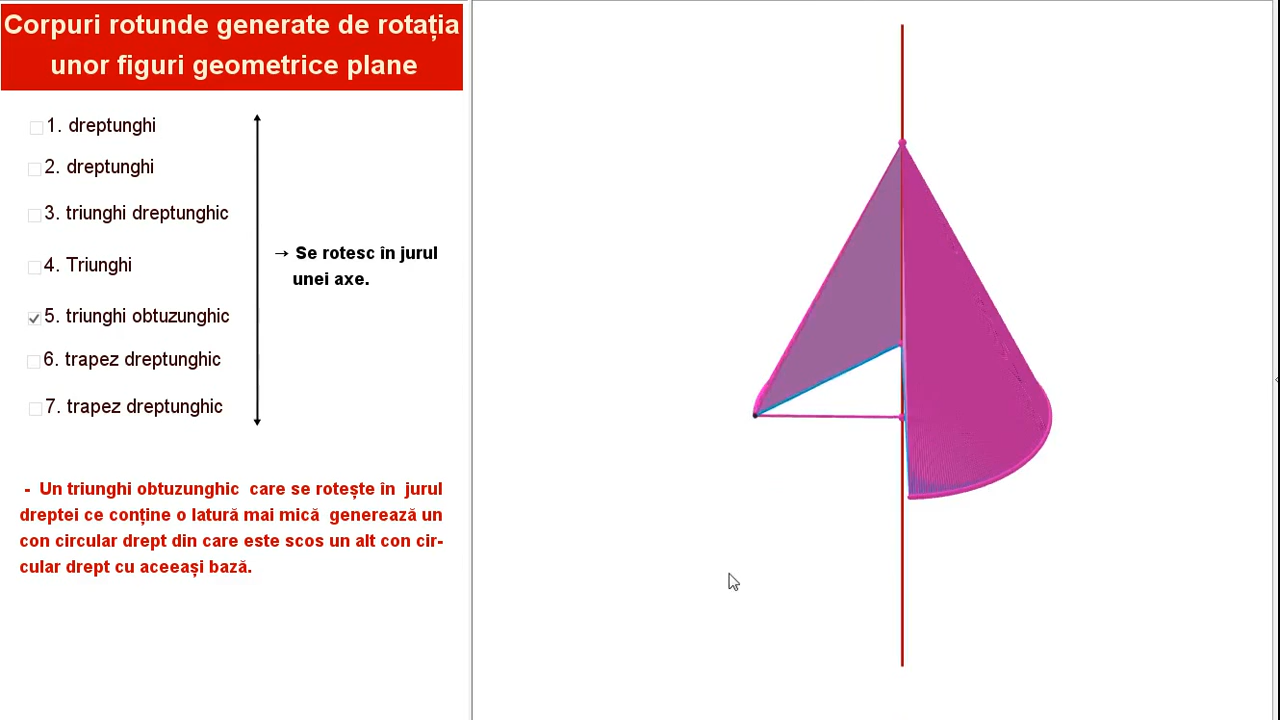 Corpuri rotunde generate de rotația
unor figuri geometrice plane
1. dreptunghi
2. dreptunghi
3. triunghi dreptunghic
4. Triunghi
5. triunghi obtuzunghic
6. trapez dreptunghic
7. trapez dreptunghic
→ Se rotesc în jurul
unei axe.
- Un triunghi obtuzunghic care se rotește în jurul
dreptei ce conține o latură mai mică generează un
con circular drept din care este scos un alt con cir-
cular drept cu aceeași bază.